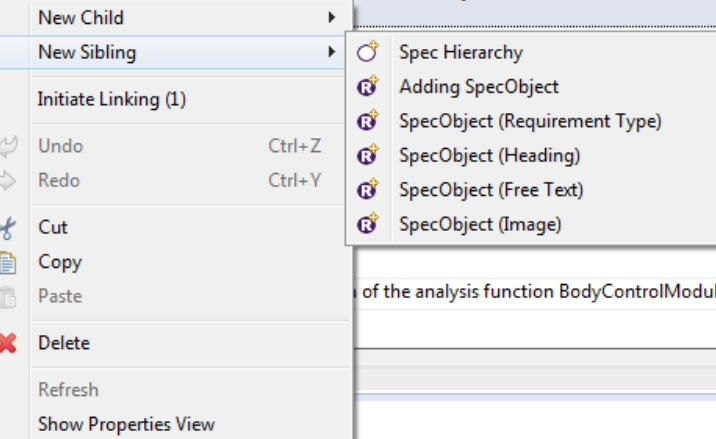 New Child
New Sibling
Initiate Linking (1)
Undo Ctrl+Z
Redo Ctrl+Y
Cut
Copy
Paste
Delete
Refresh
Show Properties View
Spec Hierarchy
Adding SpecObject
SpecObject (Requirement Type)
SpecObject (Heading)
SpecObject (Free Text)
SpecObject (Image)
of the analysis function